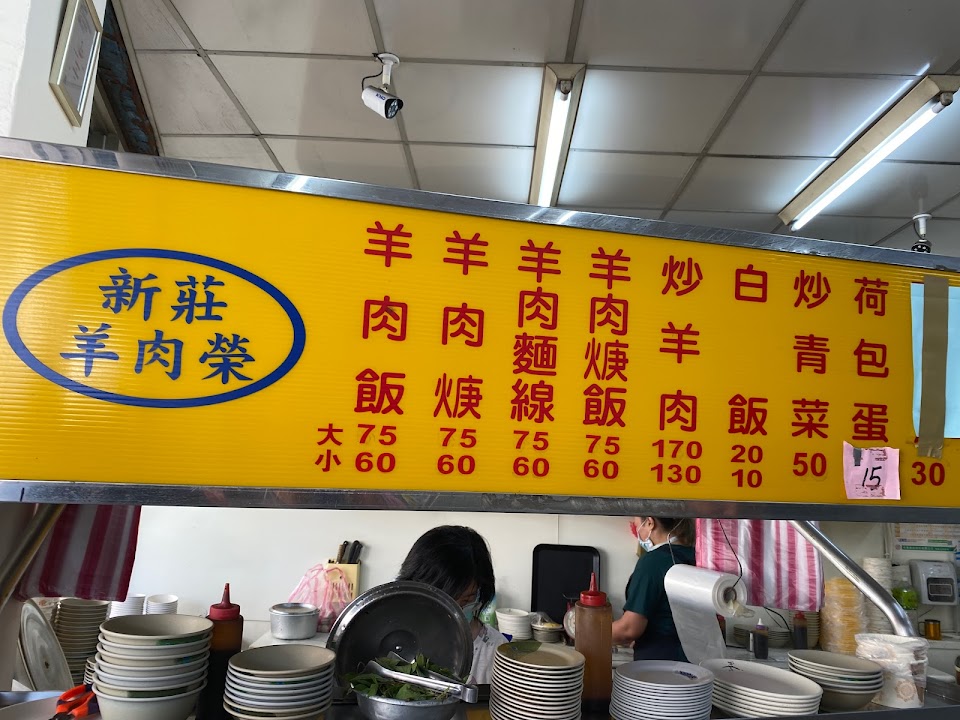 新莊
羊肉榮
羊肉飯
大 75
小 60
羊肉焿
75
60
羊肉麵線
75
60
羊肉焿飯
75
60
炒羊肉
170
130
白飯
20
10
炒青菜
50
荷包蛋
15
30